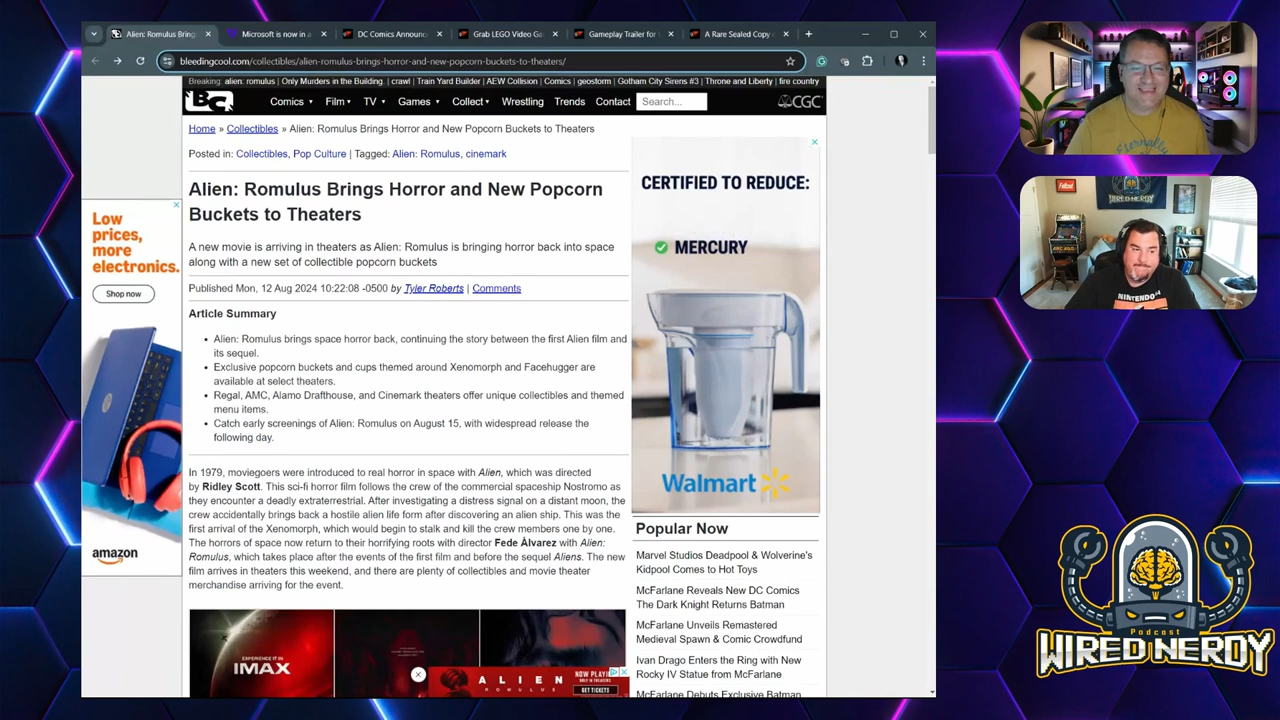 Alien: Romulus Bring
Microsoft is now in a
DC Comics Announc
Grab LEGO Video Ga
Gameplay Trailer for
A Rare Sealed Copy
bleedingcool.com/collectibles/alien-romulus-brings-horror-and-new-popcorn-buckets-to-theaters/
Breaking: alien: romulus | Only Murders in the Building. | crawl | Train Yard Builder | AEW Collision | Comics | geostorm | Gotham City Sirens #3 | Throne and Liberty | fire country
BC
Comics
Film
TV
Games
Collect
Wrestling
Trends
Contact
Search...
CGC
Home » Collectibles » Alien: Romulus Brings Horror and New Popcorn Buckets to Theaters
Posted in: Collectibles, Pop Culture | Tagged: Alien: Romulus, cinemark
Alien: Romulus Brings Horror and New Popcorn
Buckets to Theaters
A new movie is arriving in theaters as Alien: Romulus is bringing horror back into space
along with a new set of collectible popcorn buckets
Published Mon, 12 Aug 2024 10:22:08 -0500 by Tyler Roberts | Comments
Article Summary
• Alien: Romulus brings space horror back, continuing the story between the first Alien film and
its sequel.
• Exclusive popcorn buckets and cups themed around Xenomorph and Facehugger are
available at select theaters.
• Regal, AMC, Alamo Drafthouse, and Cinemark theaters offer unique collectibles and themed
menu items.
• Catch early screenings of Alien: Romulus on August 15, with widespread release the
following day.
In 1979, moviegoers were introduced to real horror in space with Alien, which was directed
by Ridley Scott. This sci-fi horror film follows the crew of the commercial spaceship Nostromo as
they encounter a deadly extraterrestrial. After investigating a distress signal on a distant moon, the
crew accidentally brings back a hostile alien life form after discovering an alien ship. This was the
first arrival of the Xenomorph, which would begin to stalk and kill the crew members one by one.
The horrors of space now return to their horrifying roots with director Fede Álvarez with Alien:
Romulus, which takes place after the events of the first film and before the sequel Aliens. The new
film arrives in theaters this weekend, and there are plenty of collectibles and movie theater
merchandise arriving for the event.
EXPERIENCE IT IN
IMAX
ALIEN
ROMULUS
NOW PLAYING
GET TICKETS
Low
prices,
more
electronics.
Shop now
amazon
CERTIFIED TO REDUCE:
MERCURY
Walmart
Popular Now
Marvel Studios Deadpool & Wolverine's
Kidpool Comes to Hot Toys
McFarlane Reveals New DC Comics
The Dark Knight Returns Batman
McFarlane Unveils Remastered
Medieval Spawn & Comic Crowdfund
Ivan Drago Enters the Ring with New
Rocky IV Statue from McFarlane
McFarlane Debuts Exclusive Batman
Eternally
Fallout
WIRED NERDY
NINTENDO
Podcast
WIRED NERDY